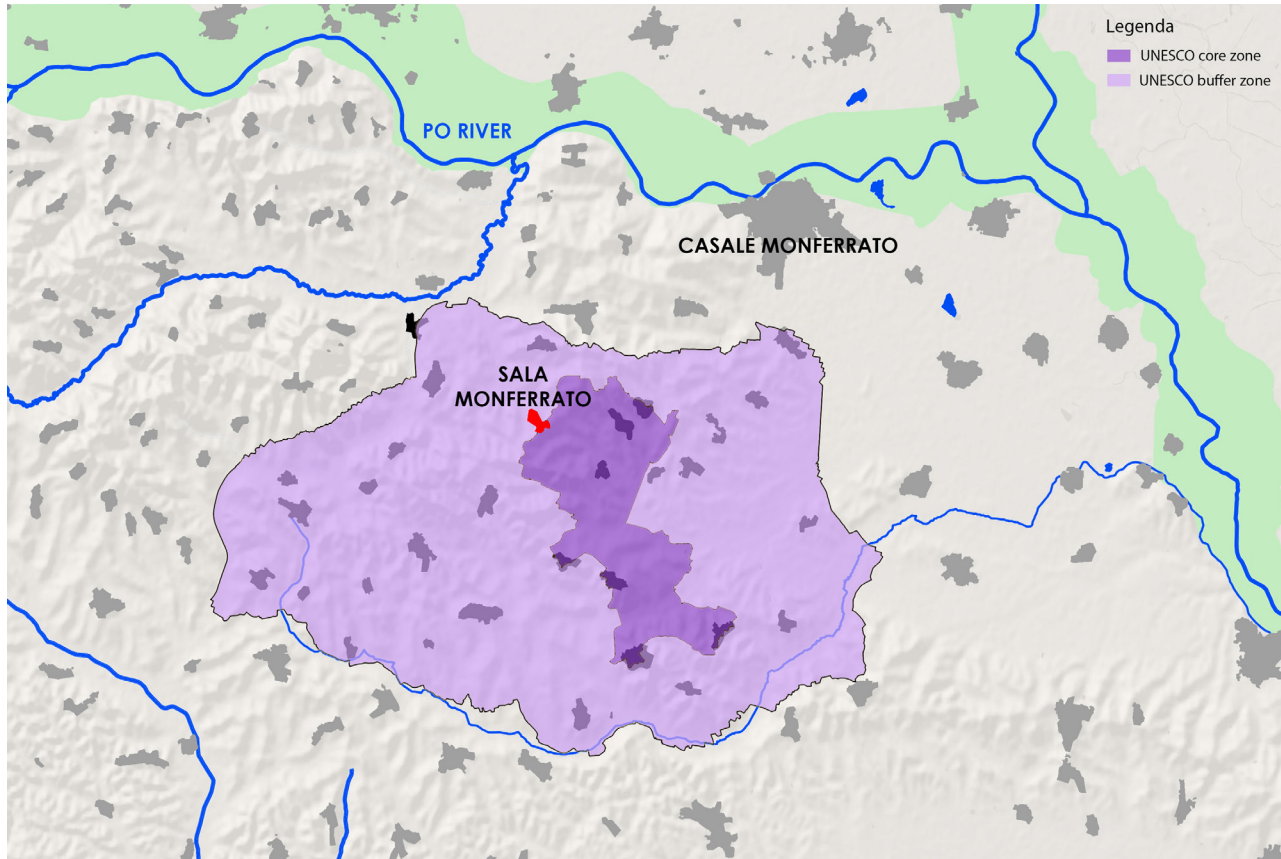 Legenda
UNESCO core zone
UNESCO buffer zone
PO RIVER
CASALE MONFERRATO
SALA
MONFERRATO